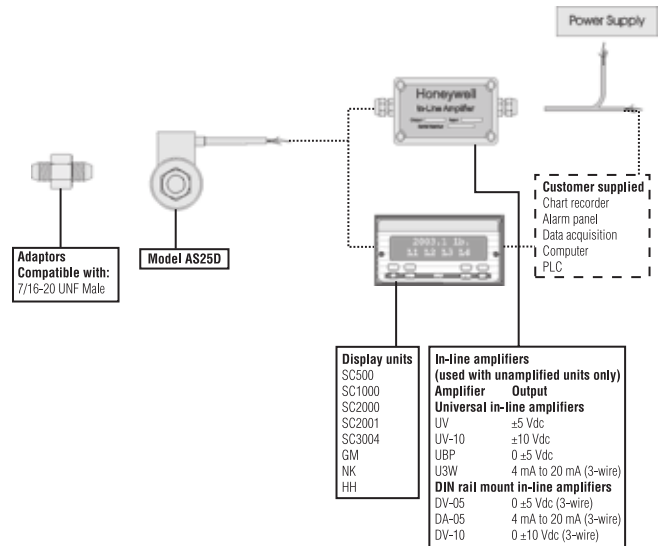 Power Supply
Honeywell
In-Line Amplifier
Customer supplied
Chart recorder
Alarm panel
Data acquisition
Computer
PLC
2003.1 lb.
L1 L2 L3 L4
Adaptors
Compatible with:
7/16-20 UNF Male
Model AS25D
Display units
SC500
SC1000
SC2000
SC2001
SC3004
GM
NK
HH
In-line amplifiers
(used with unamplified units only)
Amplifier Output
Universal in-line amplifiers
UV ±5 Vdc
UV-10 ±10 Vdc
UBP 0 ±5 Vdc
U3W 4 mA to 20 mA (3-wire)
DIN rail mount in-line amplifiers
DV-05 0 ±5 Vdc (3-wire)
DA-05 4 mA to 20 mA (3-wire)
DV-10 0 ±10 Vdc (3-wire)